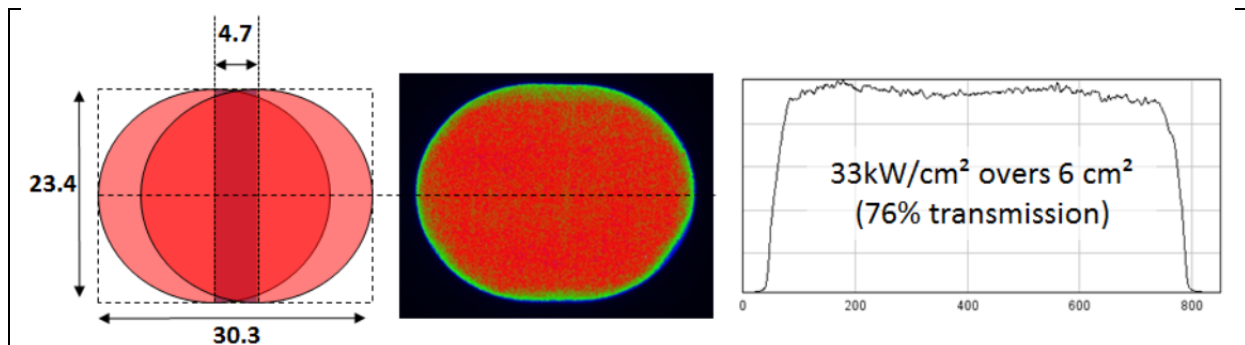 4.7
23.4
30.3
33kW/cm² overs 6 cm²
(76% transmission)
0 200 400 600 800